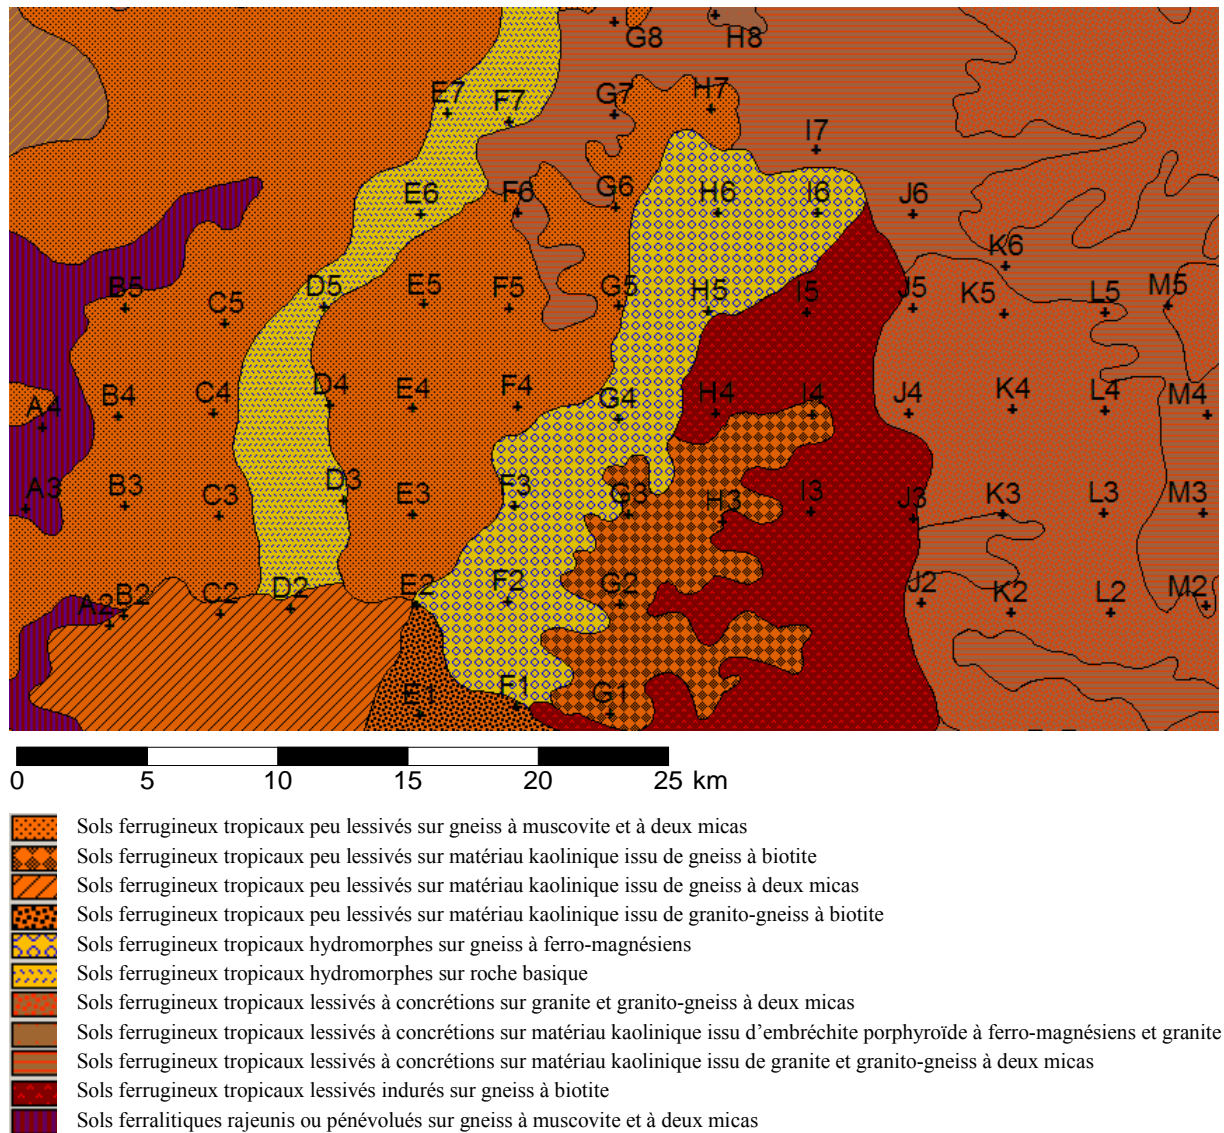 G8 H8
E7 F7 G7 H7
I7
E6 F6 G6 H6 I6 J6
K6
B5 C5 D5 E5 F5 G5 H5 I5 J5 K5 L5 M5
A4 B4 C4 D4 E4 F4 G4 H4 I4 J4 K4 L4 M4
A3 B3 C3 D3 E3 F3 G3 H3 I3 J3 K3 L3 M3
A2 B2 C2 D2 E2 F2 G2 J2 K2 L2 M2
E1 F1 G1
0 5 10 15 20 25 km
Sols ferrugineux tropicaux peu lessivés sur gneiss à muscovite et à deux micas
Sols ferrugineux tropicaux peu lessivés sur matériau kaolinique issu de gneiss à biotite
Sols ferrugineux tropicaux peu lessivés sur matériau kaolinique issu de gneiss à deux micas
Sols ferrugineux tropicaux peu lessivés sur matériau kaolinique issu de granito-gneiss à biotite
Sols ferrugineux tropicaux hydromorphes sur gneiss à ferro-magnésiens
Sols ferrugineux tropicaux hydromorphes sur roche basique
Sols ferrugineux tropicaux lessivés à concrétions sur granite et granito-gneiss à deux micas
Sols ferrugineux tropicaux lessivés à concrétions sur matériau kaolinique issu d’embréchite porphyroïde à ferro-magnésiens et granite
Sols ferrugineux tropicaux lessivés à concrétions sur matériau kaolinique issu de granite et granito-gneiss à deux micas
Sols ferrugineux tropicaux lessivés indurés sur gneiss à biotite
Sols ferralitiques rajeunis ou pénévolués sur gneiss à muscovite et à deux micas